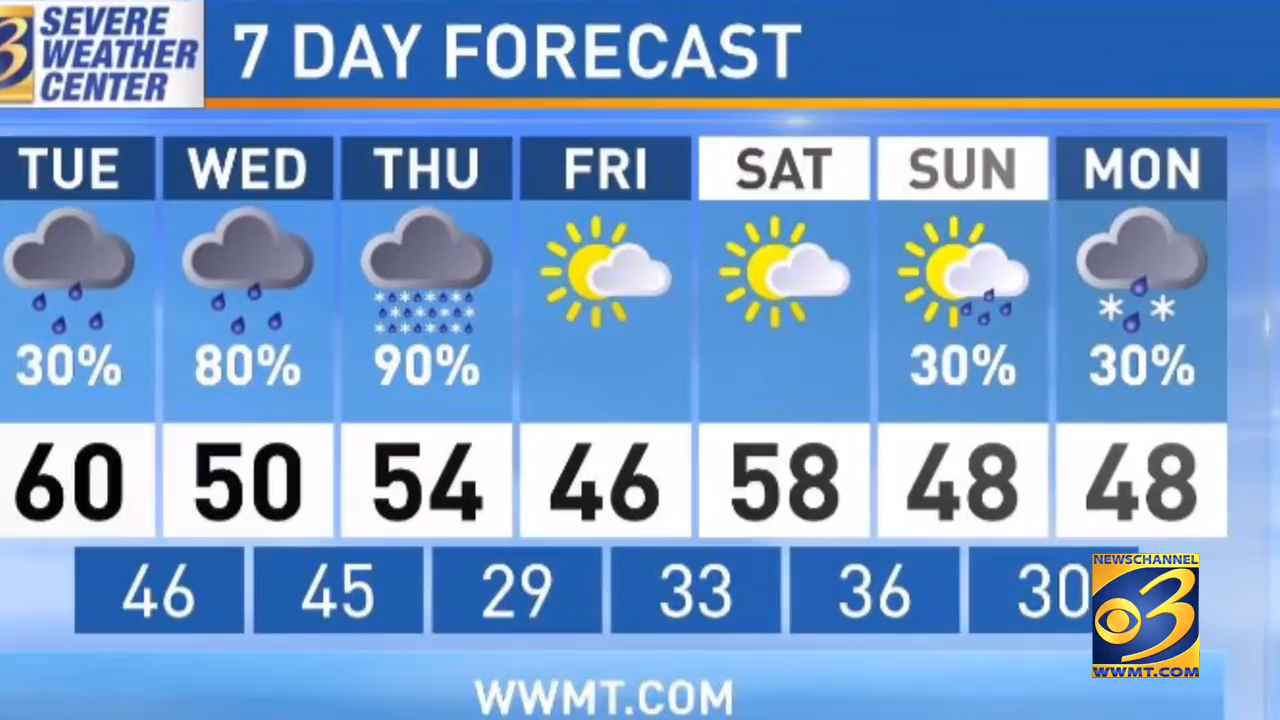 3 SEVERE
WEATHER
CENTER
7 DAY FORECAST
TUE WED THU FRI SAT SUN MON
30% 80% 90% 30% 30%
60 50 54 46 58 48 48
46 45 29 33 36 30
NEWSCHANNEL
3
WWMT.COM
WWMT.COM